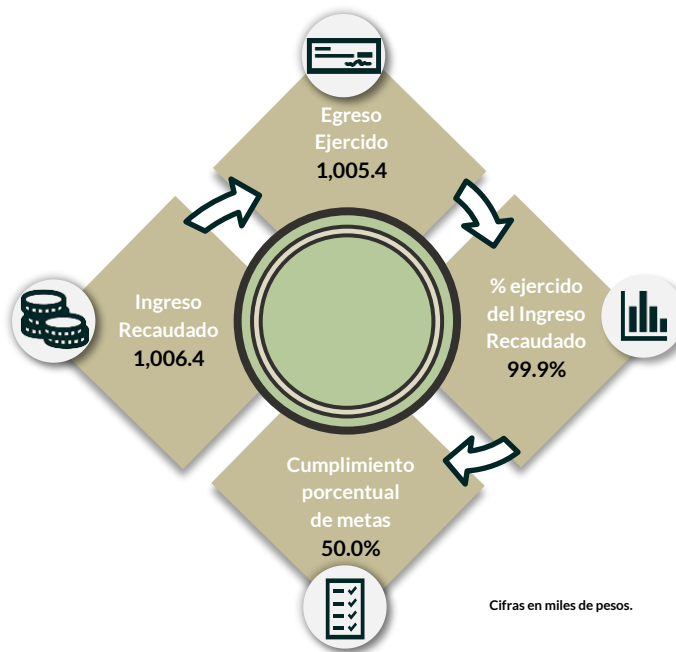 Egreso
Ejercido
1,005.4
Ingreso
Recaudado
1,006.4
% ejercido
del Ingreso
Recaudado
99.9%
Cumplimiento
porcentual
de metas
50.0%
Cifras en miles de pesos.